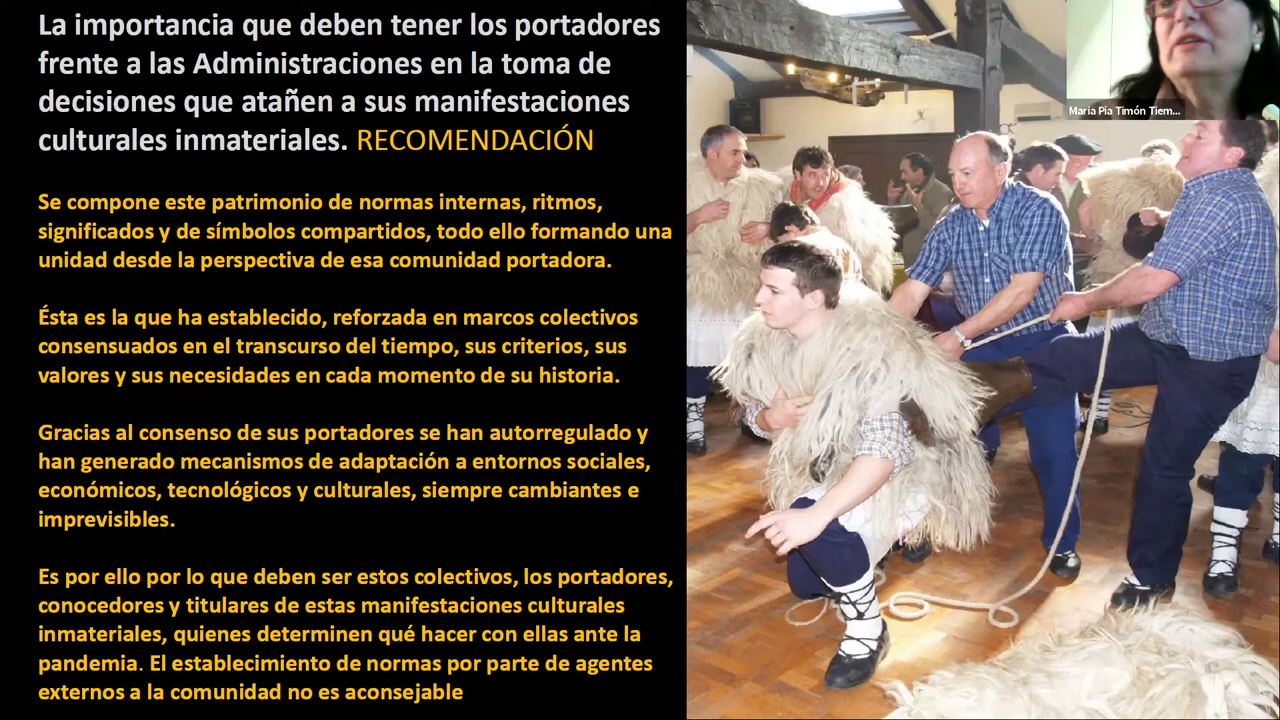 La importancia que deben tener los portadores
frente a las Administraciones en la toma de
decisiones que atañen a sus manifestaciones
culturales inmateriales. RECOMENDACIÓN
Se compone este patrimonio de normas internas, ritmos,
significados y de símbolos compartidos, todo ello formando una
unidad desde la perspectiva de esa comunidad portadora.
Ésta es la que ha establecido, reforzada en marcos colectivos
consensuados en el transcurso del tiempo, sus criterios, sus
valores y sus necesidades en cada momento de su historia.
Gracias al consenso de sus portadores se han autorregulado y
han generado mecanismos de adaptación a entornos sociales,
económicos, tecnológicos y culturales, siempre cambiantes e
imprevisibles.
Es por ello por lo que deben ser estos colectivos, los portadores,
conocedores y titulares de estas manifestaciones culturales
inmateriales, quienes determinen qué hacer con ellas ante la
pandemia. El establecimiento de normas por parte de agentes
externos a la comunidad no es aconsejable
Maria Pía Timón Tiem...